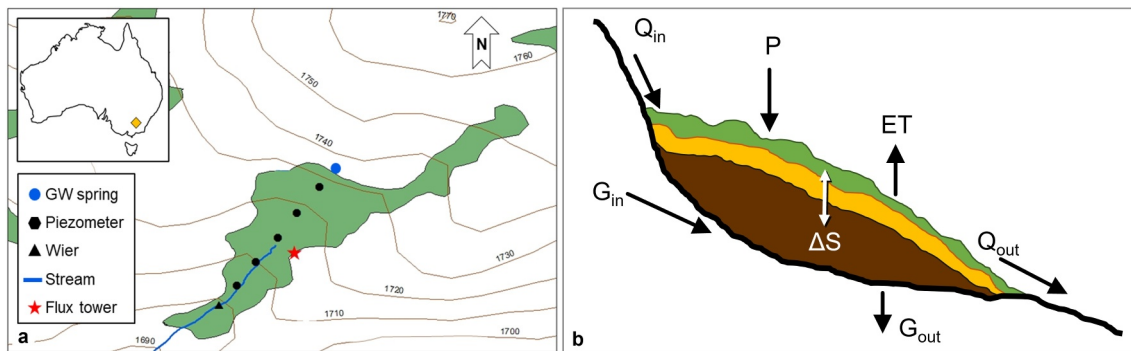 1770
1760
1750
1740
1730
1720
1710
1700
1690
N
GW spring
Piezometer
Wier
Stream
Flux tower
a
Qin
P
ET
Gin
ΔS
Qout
Gout
b